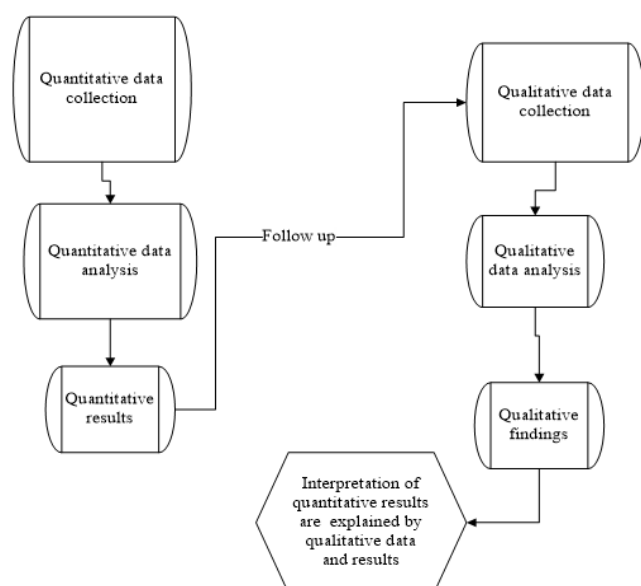 Quantitative data
collection
Quantitative data
analysis
Quantitative
results
Follow up
Qualitative data
collection
Qualitative
data analysis
Qualitative
findings
Interpretation of
quantitative results
are explained by
qualitative data
and results